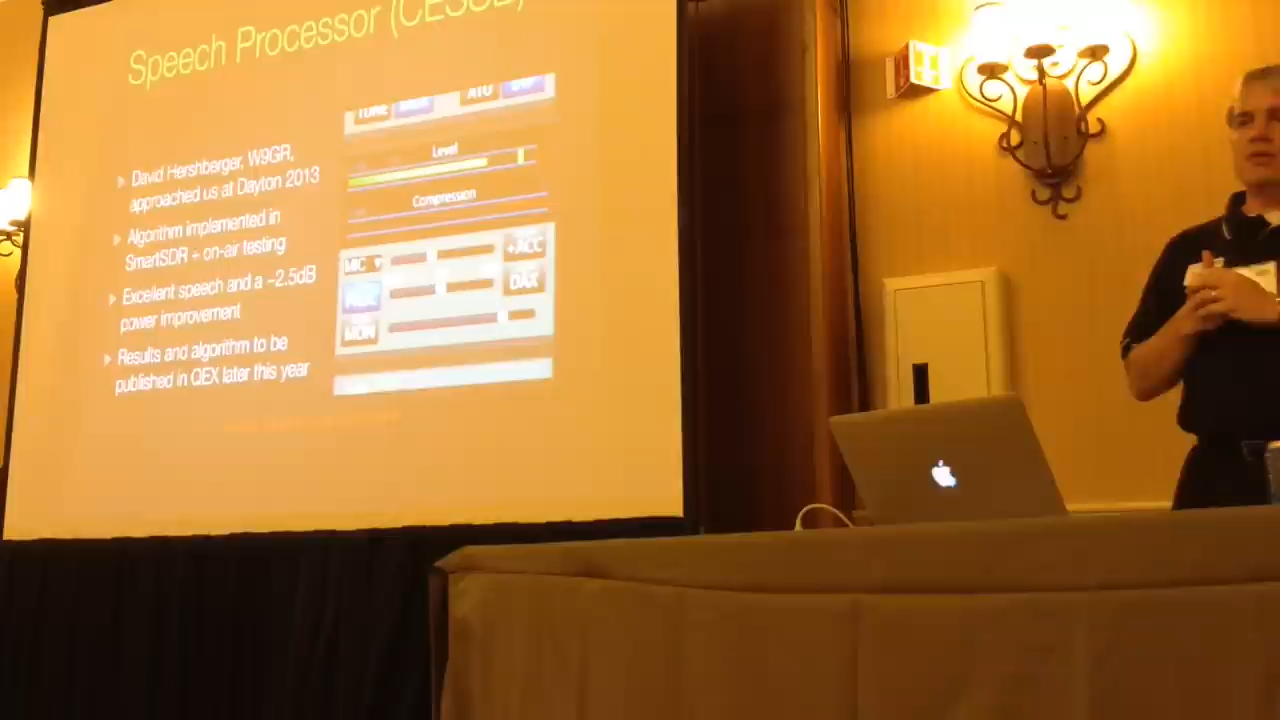 Speech Processor (CESSB)
David Hershberger, W9GR,
approached us at Dayton 2013
Algorithm implemented in
SmartSDR + on-air testing
Excellent speech and a ~2.5dB
power improvement
Results and algorithm to be
published in QEX later this year
TUNE
ATU
Level
Compression
MIC
+ACC
PROC
DAX
MON